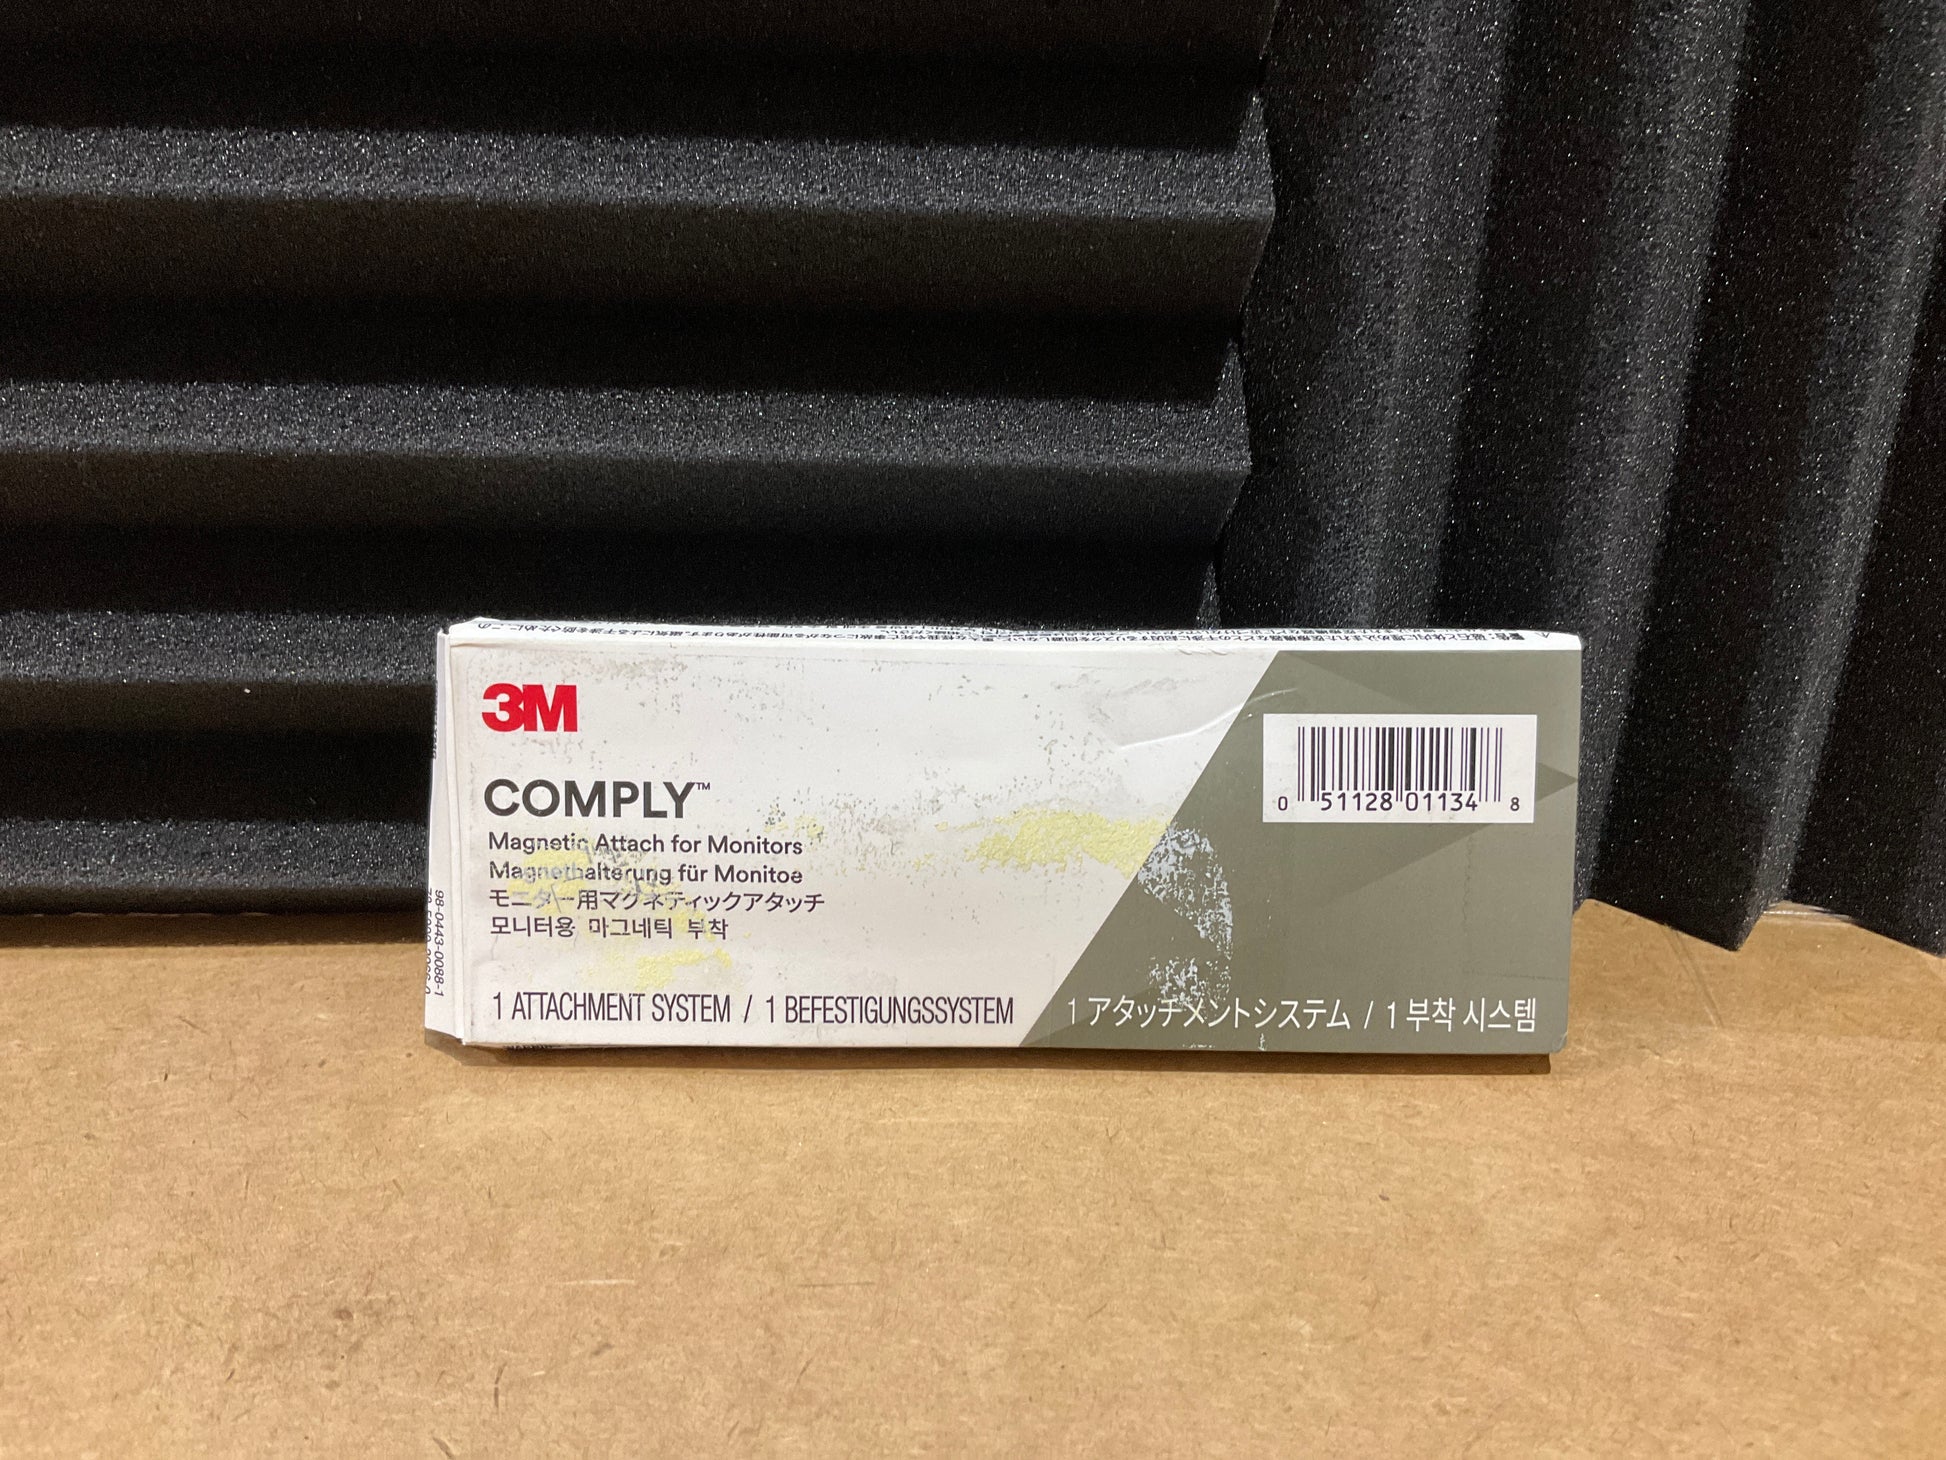 3M
COMPLY™
Magnetic Attach for Monitors
Magnethalterung für Monitoe
モニター用マグネティックアタッチ
모니터용 마그네틱 부착
1 ATTACHMENT SYSTEM / 1 BEFESTIGUNGSSYSTEM
1 アタッチメントシステム / 1 부착 시스템
0 51128 01134 8
98-0443-0088-1